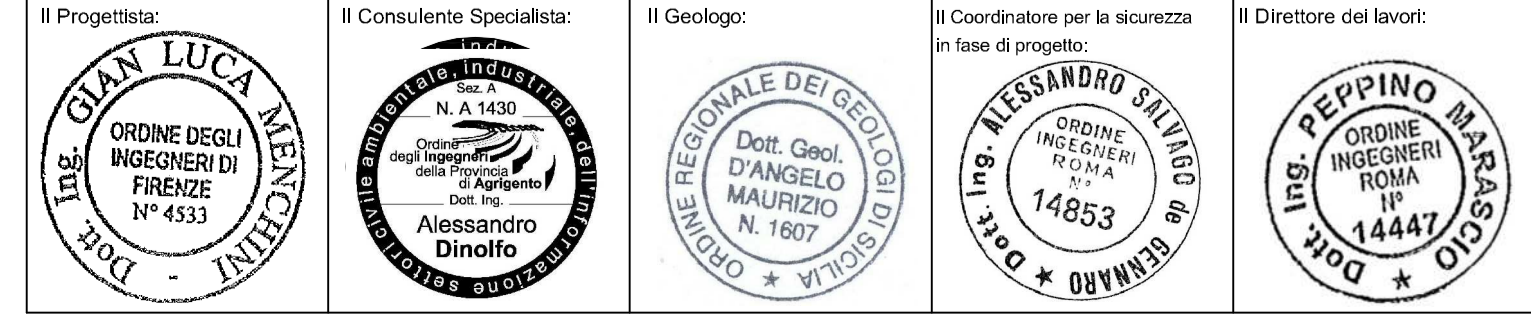 Il Progettista:
Dott. Ing. GIAN LUCA MENCHINI -
ORDINE DEGLI
INGEGNERI DI
FIRENZE
N° 4533
Il Consulente Specialista:
settori civile ambientale, industriale, dell'informazione
Sez. A
N. A 1430
Ordine
degli Ingegneri
della Provincia
di Agrigento
Dott. Ing.
Alessandro
Dinolfo
Il Geologo:
ORDINE REGIONALE DEI GEOLOGI DI SICILIA ★
Dott. Geol.
D'ANGELO
MAURIZIO
N. 1607
Il Coordinatore per la sicurezza
in fase di progetto:
Dott. Ing. ALESSANDRO SALVAGO de GENNARO ★
ORDINE
INGEGNERI
ROMA
N°
14853
Il Direttore dei lavori:
Dott. Ing. PEPPINO MARASCIO ★
ORDINE
INGEGNERI
ROMA
N°
14447